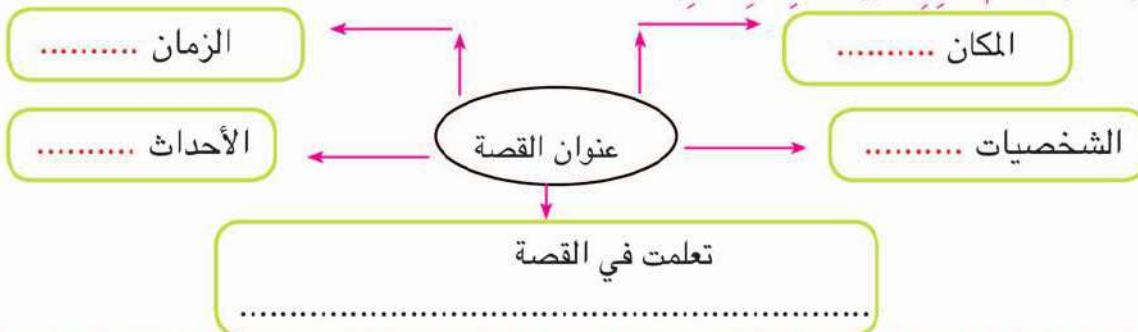 المكان ..........
الزمان ..........
عنوان القصة
الشخصيات ..........
الأحداث ..........
تعلمت في القصة
..........................................................................